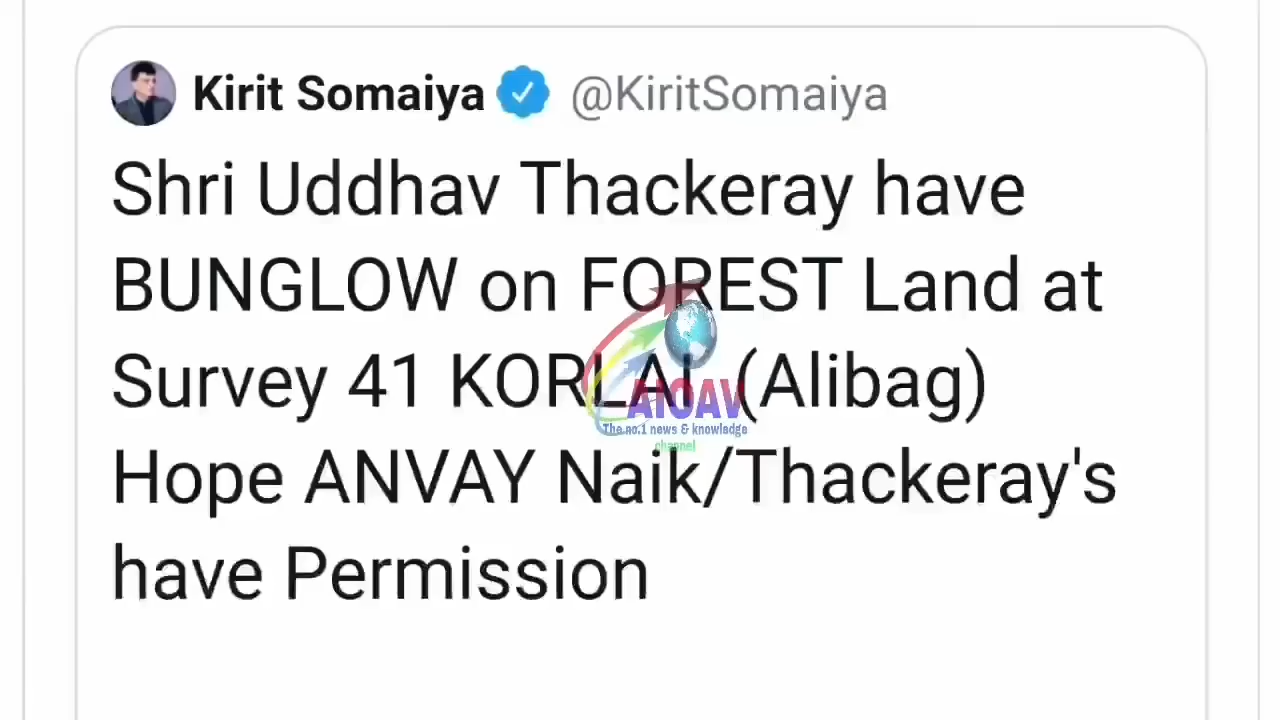 Kirit Somaiya @KiritSomaiya
Shri Uddhav Thackeray have
BUNGLOW on FOREST Land at
Survey 41 KORLAI (Alibag)
AIOAV
The no.1 news & knowledge
channel
Hope ANVAY Naik/Thackeray's
have Permission